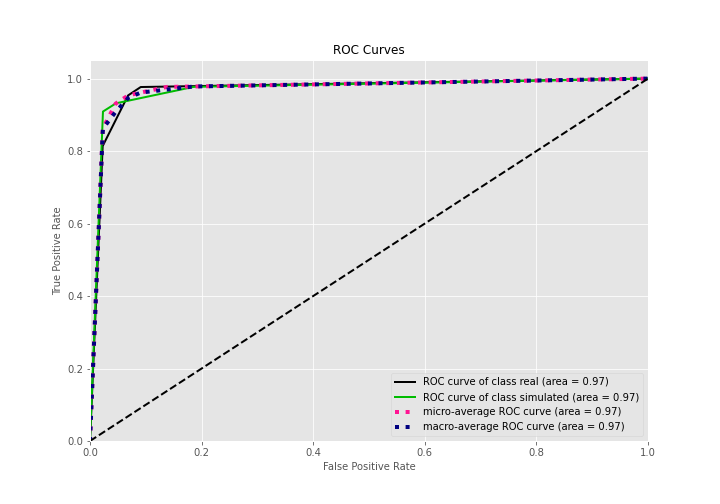 ROC Curves
True Positive Rate
1.0
0.8
0.6
0.4
0.2
0.0
0.0 0.2 0.4 0.6 0.8 1.0
False Positive Rate
ROC curve of class real (area = 0.97)
ROC curve of class simulated (area = 0.97)
micro-average ROC curve (area = 0.97)
macro-average ROC curve (area = 0.97)